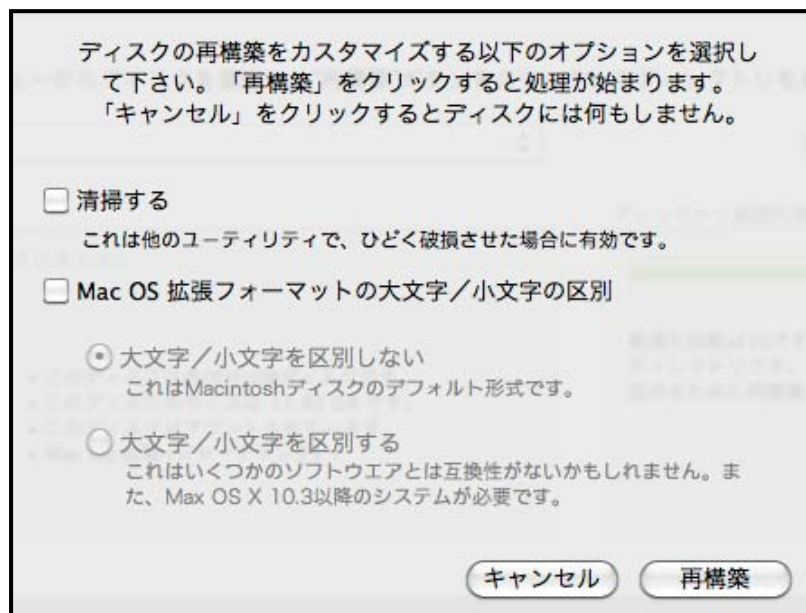 ディスクの再構築をカスタマイズする以下のオプションを選択し
て下さい。「再構築」をクリックすると処理が始まります。
「キャンセル」をクリックするとディスクには何もしません。
清掃する
これは他のユーティリティで、ひどく破損させた場合に有効です。
Mac OS 拡張フォーマットの大文字／小文字の区別
大文字／小文字を区別しない
これはMacintoshディスクのデフォルト形式です。
大文字／小文字を区別する
これはいくつかのソフトウエアとは互換性がないかもしれません。ま
た、Max OS X 10.3以降のシステムが必要です。
キャンセル
再構築